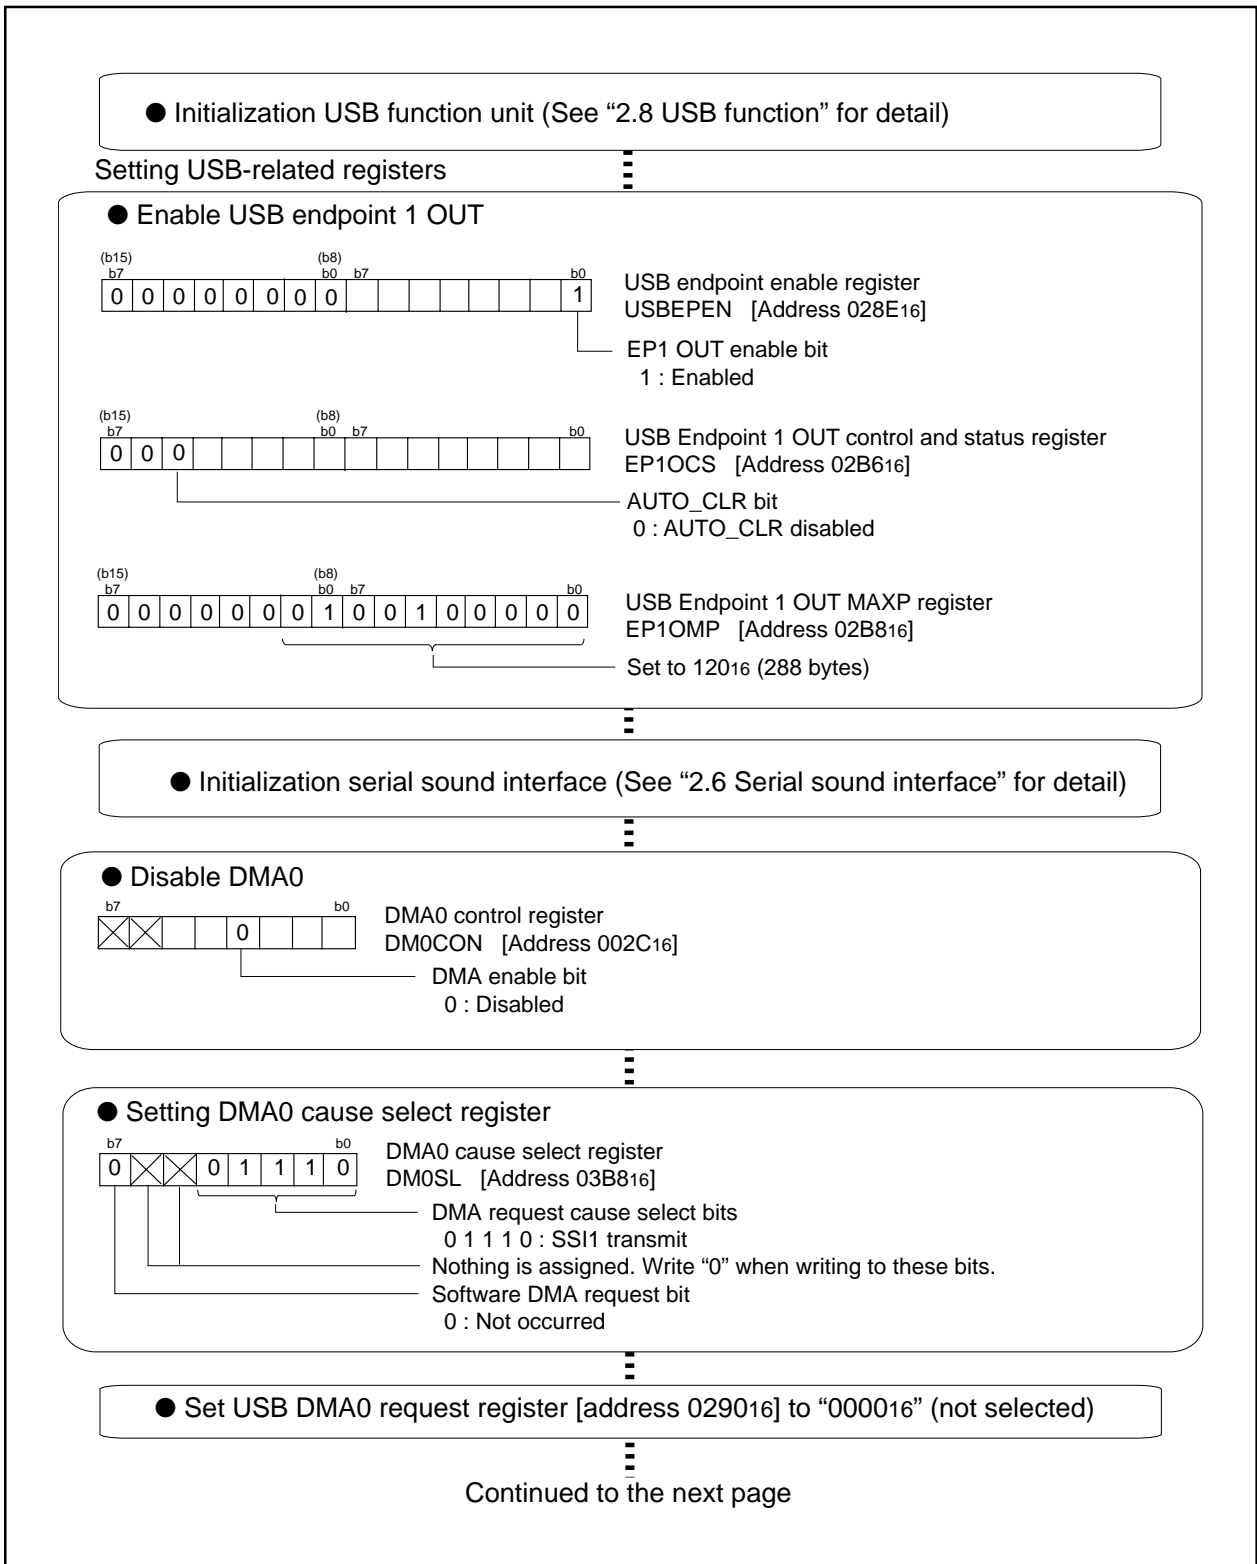 ● Initialization USB function unit (See “2.8 USB function” for detail)
Setting USB-related registers
● Enable USB endpoint 1 OUT
(b15) (b8)
b7 b0 b7 b0
0 0 0 0 0 0 0 0 1
USB endpoint enable register
USBEPEN [Address 028E16]
EP1 OUT enable bit
1 : Enabled
(b15) (b8)
b7 b0 b7 b0
0 0 0
USB Endpoint 1 OUT control and status register
EP1OCS [Address 02B616]
AUTO_CLR bit
0 : AUTO_CLR disabled
(b15) (b8)
b7 b0 b7 b0
0 0 0 0 0 0 0 1 0 0 1 0 0 0 0 0
USB Endpoint 1 OUT MAXP register
EP1OMP [Address 02B816]
Set to 12016 (288 bytes)
● Initialization serial sound interface (See “2.6 Serial sound interface” for detail)
● Disable DMA0
b7 b0
0
DMA0 control register
DM0CON [Address 002C16]
DMA enable bit
0 : Disabled
● Setting DMA0 cause select register
b7 b0
0 0 1 1 1 0
DMA0 cause select register
DM0SL [Address 03B816]
DMA request cause select bits
0 1 1 1 0 : SSI1 transmit
Nothing is assigned. Write “0” when writing to these bits.
Software DMA request bit
0 : Not occurred
● Set USB DMA0 request register [address 029016] to “000016” (not selected)
Continued to the next page